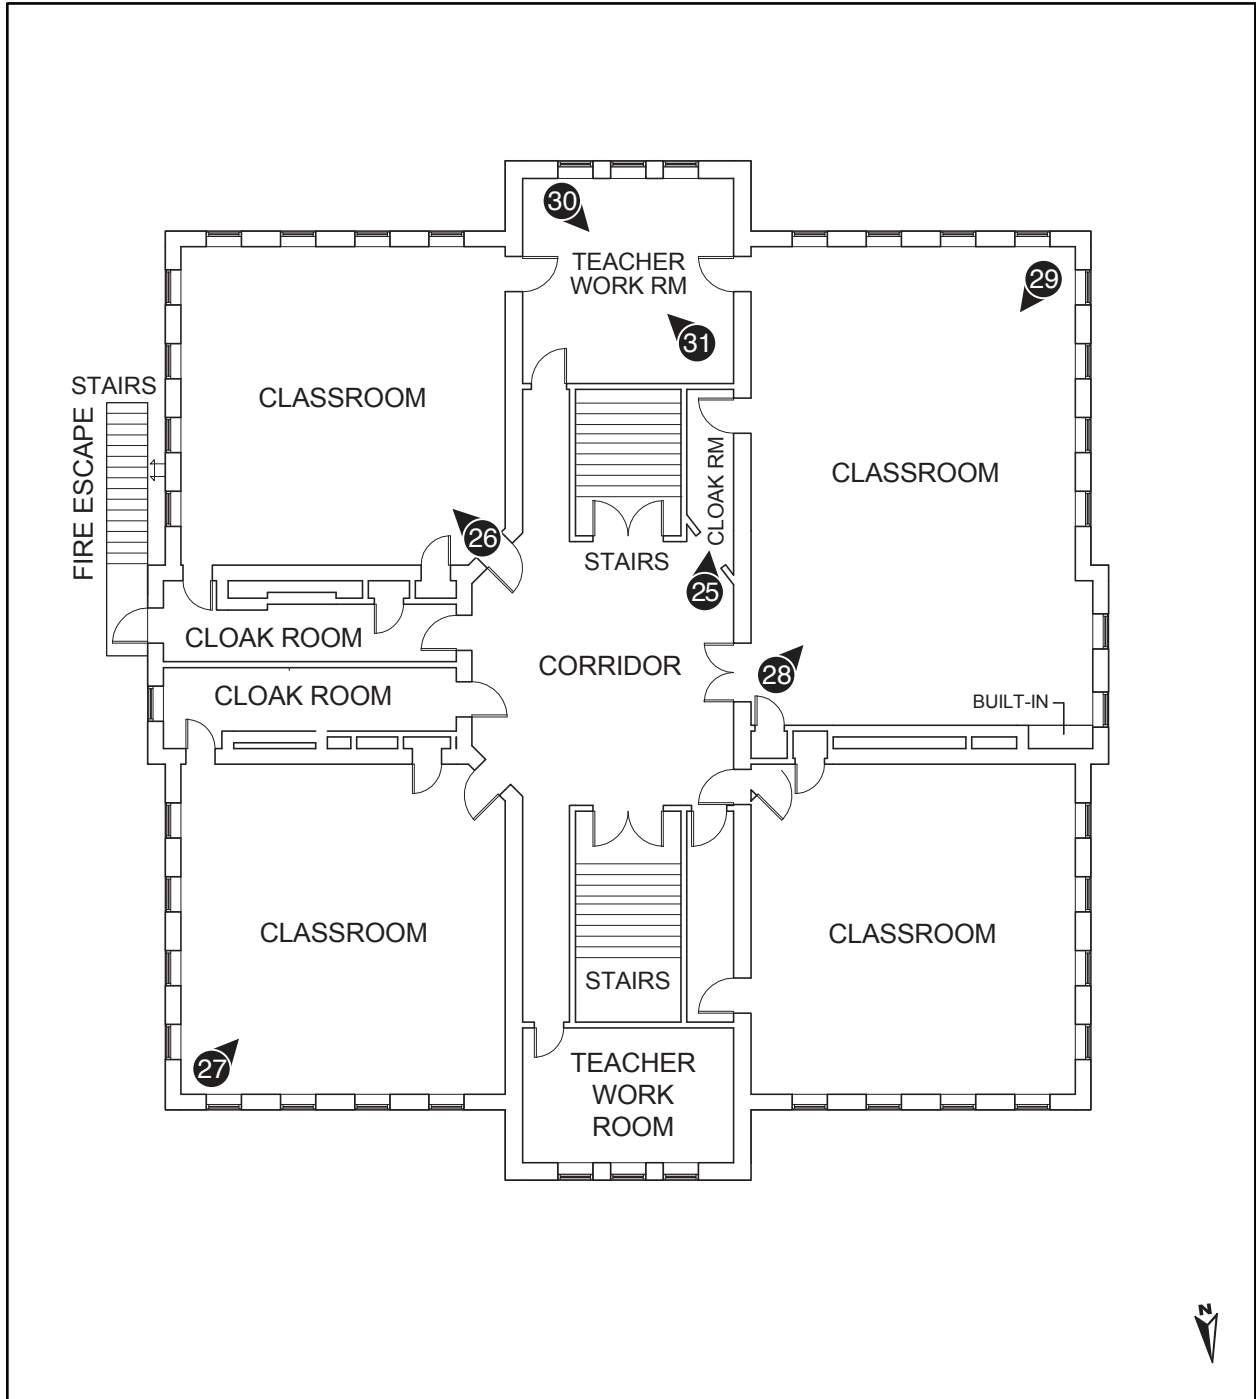 30
TEACHER
WORK RM
29
31
STAIRS
FIRE ESCAPE
CLASSROOM
CLOAK RM
CLASSROOM
26
STAIRS
25
CLOAK ROOM
CORRIDOR
28
CLOAK ROOM
BUILT-IN
CLASSROOM
CLASSROOM
STAIRS
27
TEACHER
WORK
ROOM
N